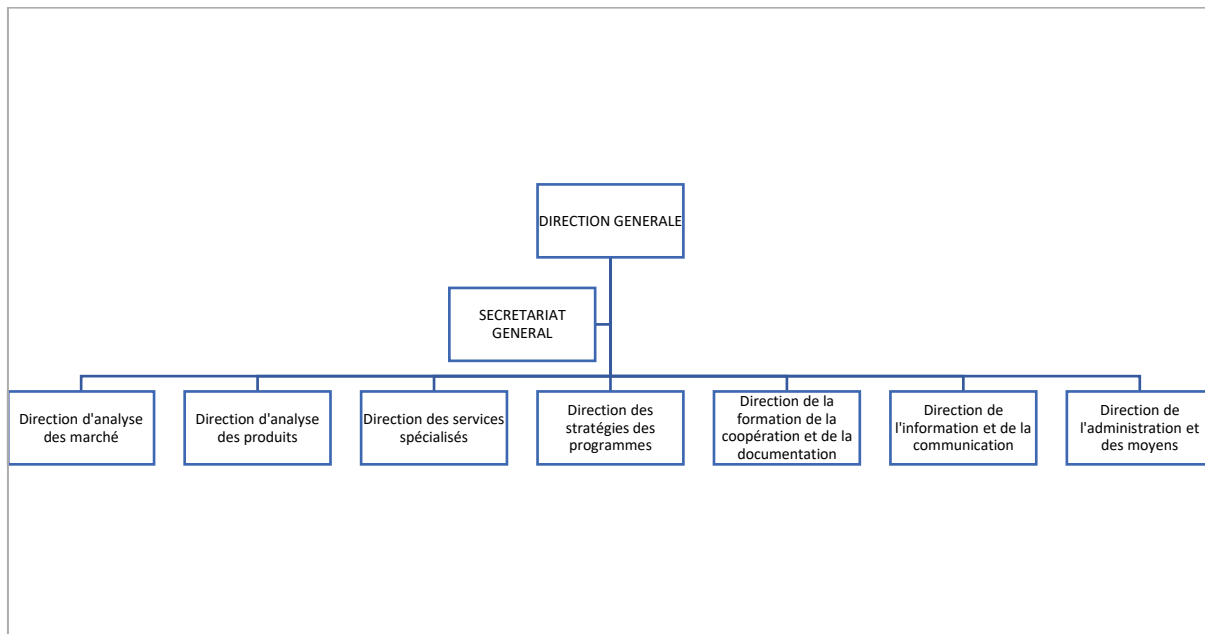 DIRECTION GENERALE
SECRETARIAT
GENERAL
Direction d'analyse
des marché
Direction d'analyse
des produits
Direction des services
spécialisés
Direction des
stratégies des
programmes
Direction de la
formation de la
coopération et de la
documentation
Direction de
l'information et de la
communication
Direction de
l'administration et
des moyens